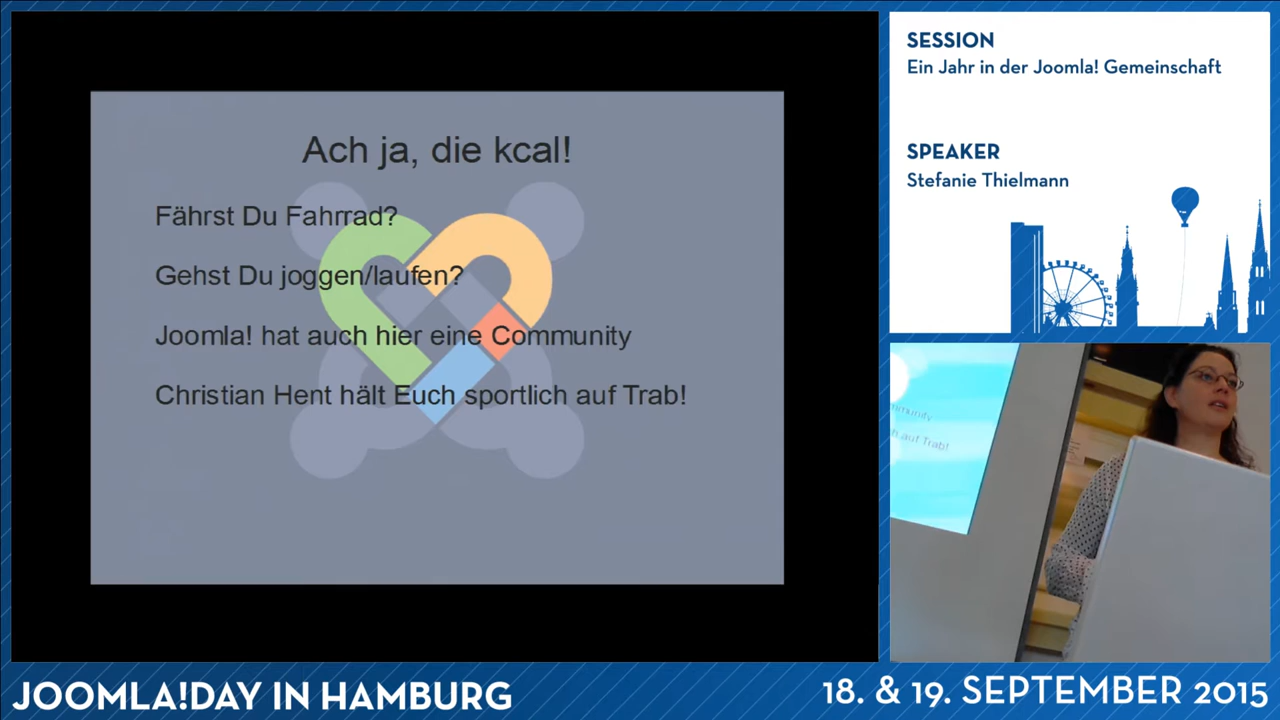 Ach ja, die kcal!
Fährst Du Fahrrad?
Gehst Du joggen/laufen?
Joomla! hat auch hier eine Community
Christian Hent hält Euch sportlich auf Trab!
SESSION
Ein Jahr in der Joomla! Gemeinschaft
SPEAKER
Stefanie Thielmann
auf Trab!
JOOMLA!DAY IN HAMBURG
18. & 19. SEPTEMBER 2015